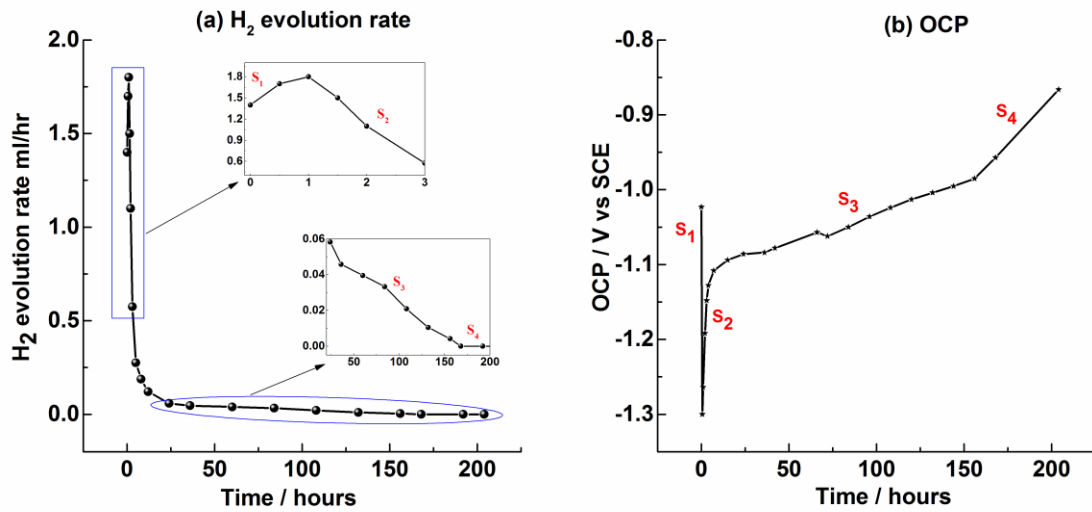 (a) H2 evolution rate
2.0
1.5
1.0
0.5
0.0
H2 evolution rate ml/hr
0 50 100 150 200
Time / hours
1.8
1.5
1.2
0.9
0.6
0 1 2 3
S1
S2
0.06
0.04
0.02
0.00
50 100 150 200
S3
S4
(b) OCP
-0.8
-0.9
-1.0
-1.1
-1.2
-1.3
OCP / V vs SCE
0 50 100 150 200
Time / hours
S1
S2
S3
S4